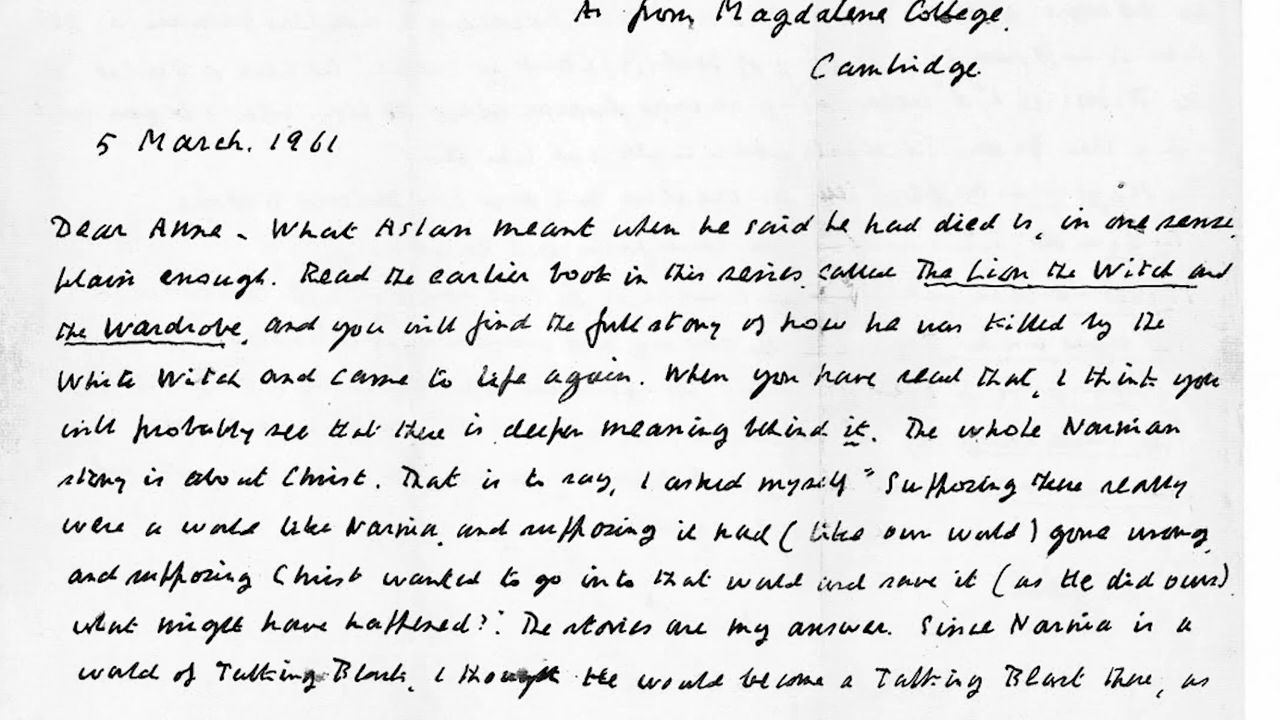 As from Magdalene College,
Cambridge.
5 March. 1961
Dear Anne - What Aslan meant when he said he had died is, in one sense,
plain enough. Read the earlier book in this series called The Lion the Witch and
the Wardrobe, and you will find the full story of how he was killed by the
White Witch and came to life again. When you have read that, I think you
will probably see that there is deeper meaning behind it. The whole Narnian
story is about Christ. That is to say, I asked myself "Supposing there really
were a world like Narnia, and supposing it had (like our world) gone wrong,
and supposing Christ wanted to go into that world and save it (as He did ours)
what might have happened?". The stories are my answer. Since Narnia is a
world of Talking Beasts, I thought He would become a Talking Beast there, as